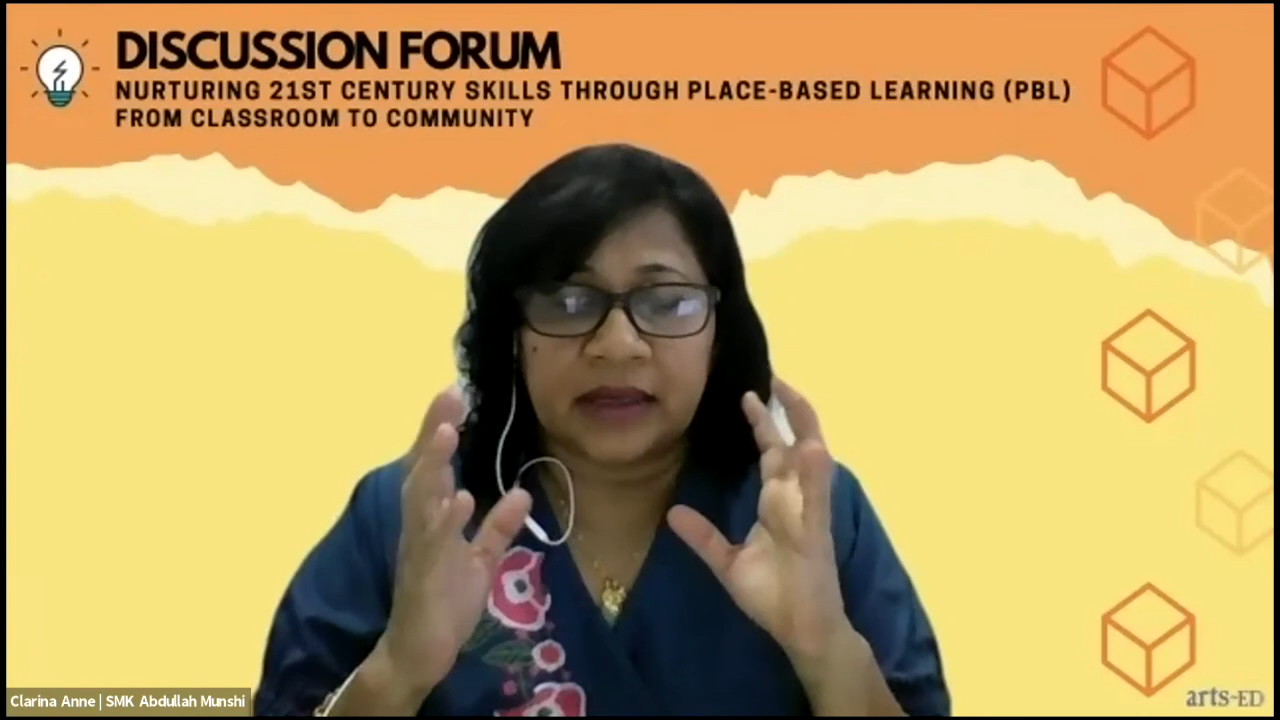 DISCUSSION FORUM
NURTURING 21ST CENTURY SKILLS THROUGH PLACE-BASED LEARNING (PBL)
FROM CLASSROOM TO COMMUNITY
Clarina Anne | SMK Abdullah Munshi
arts-ED